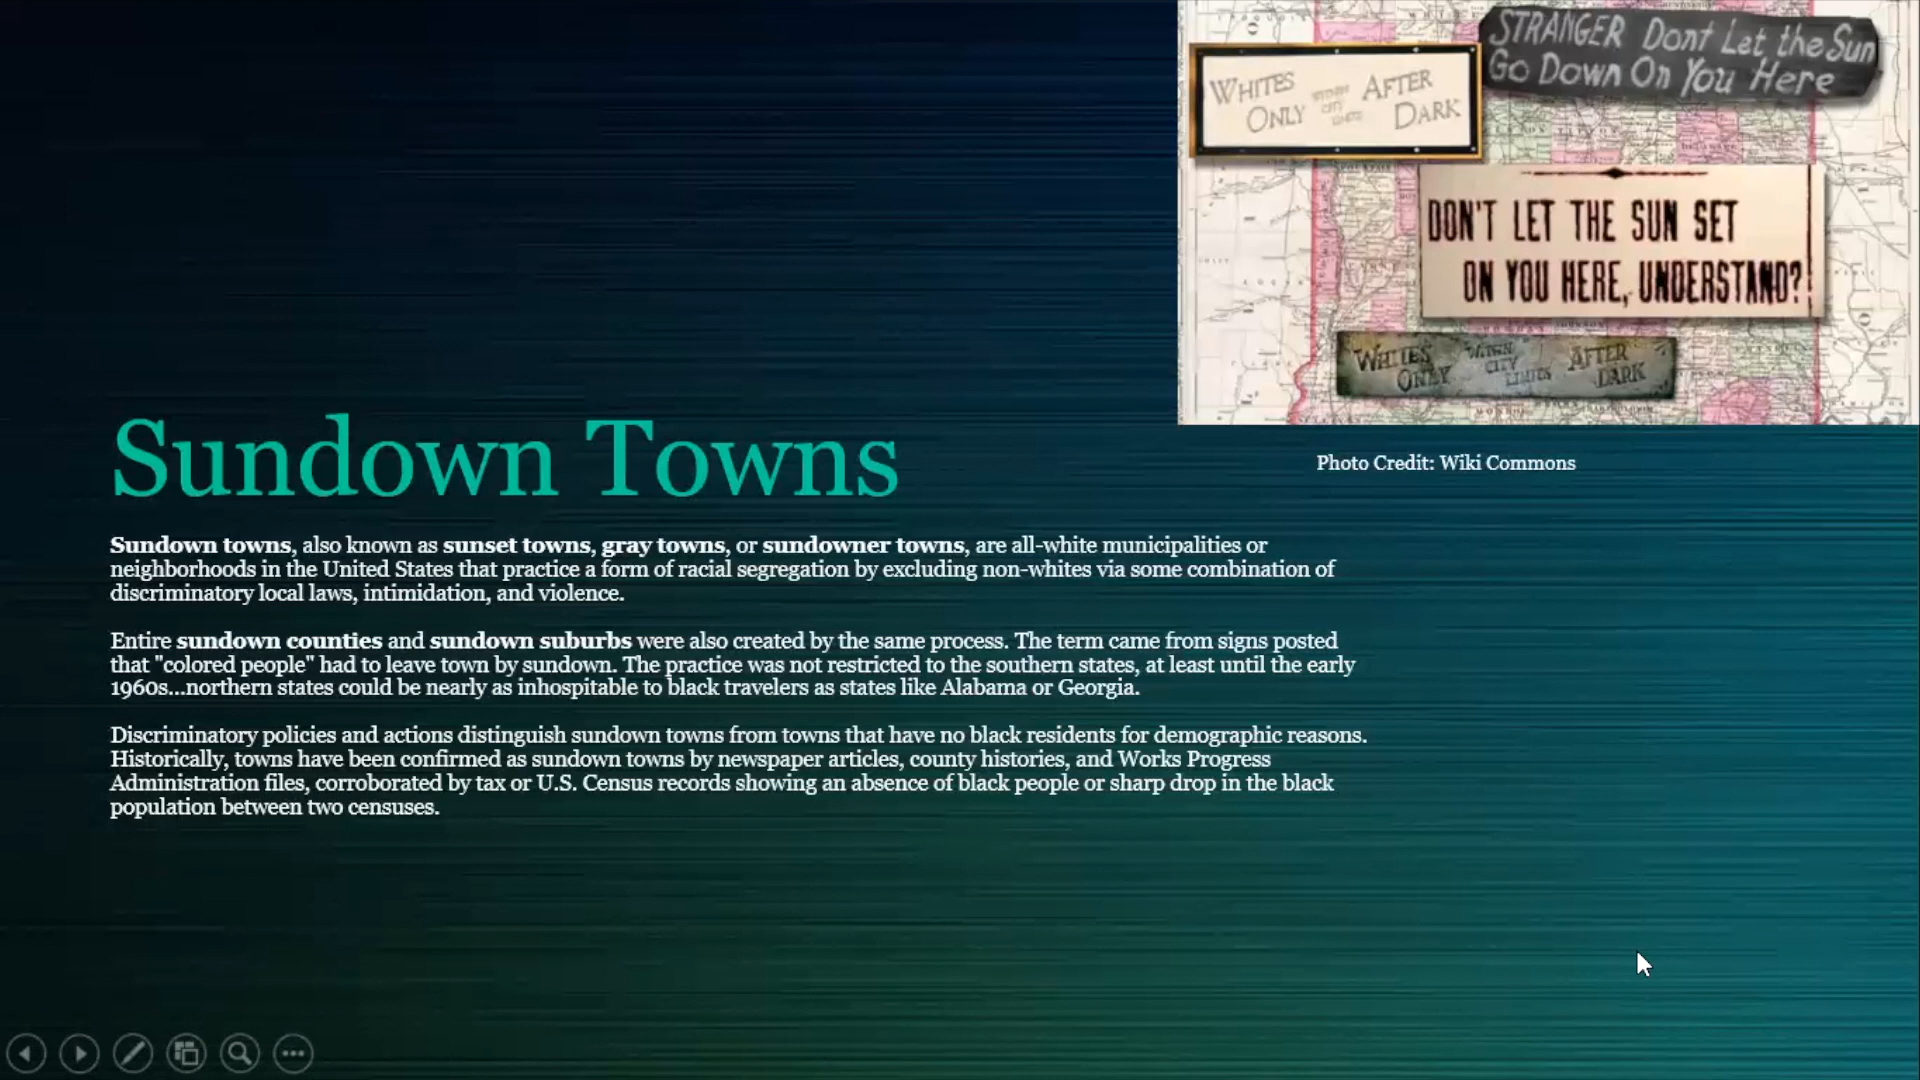 STRANGER Dont Let the Sun
Go Down On You Here
WHITES ONLY WITHIN CITY LIMITS AFTER DARK
DON'T LET THE SUN SET
ON YOU HERE, UNDERSTAND?
WHITES ONLY WITHIN CITY LIMITS AFTER DARK
Photo Credit: Wiki Commons
Sundown Towns
Sundown towns, also known as sunset towns, gray towns, or sundowner towns, are all-white municipalities or
neighborhoods in the United States that practice a form of racial segregation by excluding non-whites via some combination of
discriminatory local laws, intimidation, and violence.
Entire sundown counties and sundown suburbs were also created by the same process. The term came from signs posted
that "colored people" had to leave town by sundown. The practice was not restricted to the southern states, at least until the early
1960s...northern states could be nearly as inhospitable to black travelers as states like Alabama or Georgia.
Discriminatory policies and actions distinguish sundown towns from towns that have no black residents for demographic reasons.
Historically, towns have been confirmed as sundown towns by newspaper articles, county histories, and Works Progress
Administration files, corroborated by tax or U.S. Census records showing an absence of black people or sharp drop in the black
population between two censuses.